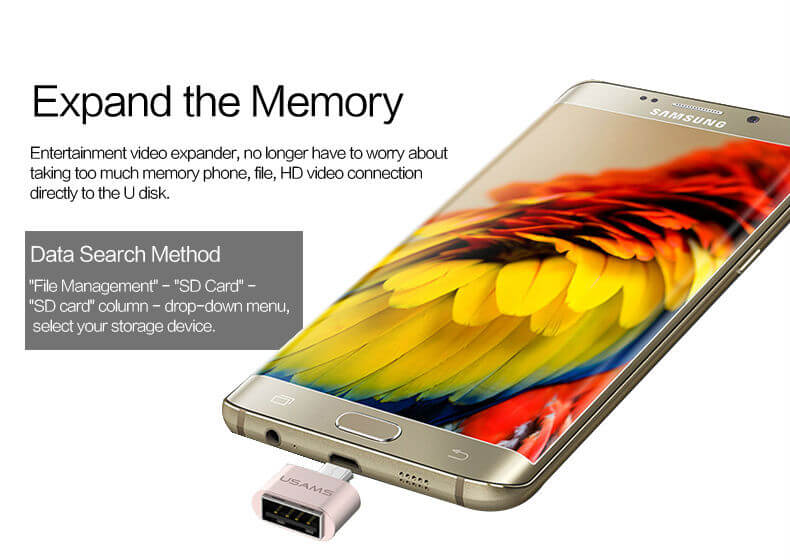 Expand the Memory
Entertainment video expander, no longer have to worry about
taking too much memory phone, file, HD video connection
directly to the U disk.
Data Search Method
"File Management" - "SD Card" -
"SD card" column - drop-down menu,
select your storage device.
SAMSUNG
USAMS